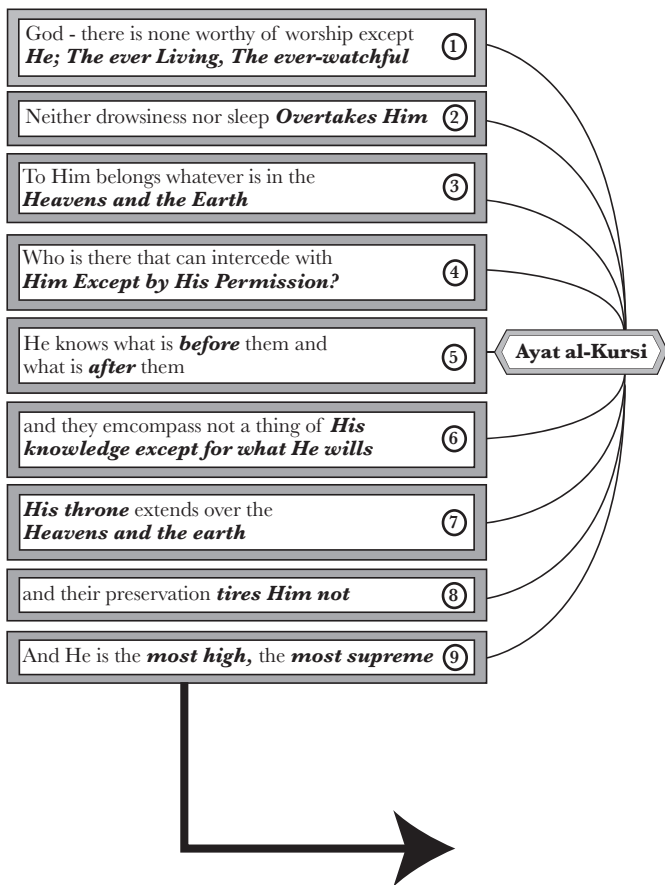 God - there is none worthy of worship except
He; The ever Living, The ever-watchful
1
Neither drowsiness nor sleep Overtakes Him
2
To Him belongs whatever is in the
Heavens and the Earth
3
Who is there that can intercede with
Him Except by His Permission?
4
He knows what is before them and
what is after them
5
Ayat al-Kursi
and they emcompass not a thing of His
knowledge except for what He wills
6
His throne extends over the
Heavens and the earth
7
and their preservation tires Him not
8
And He is the most high, the most supreme
9